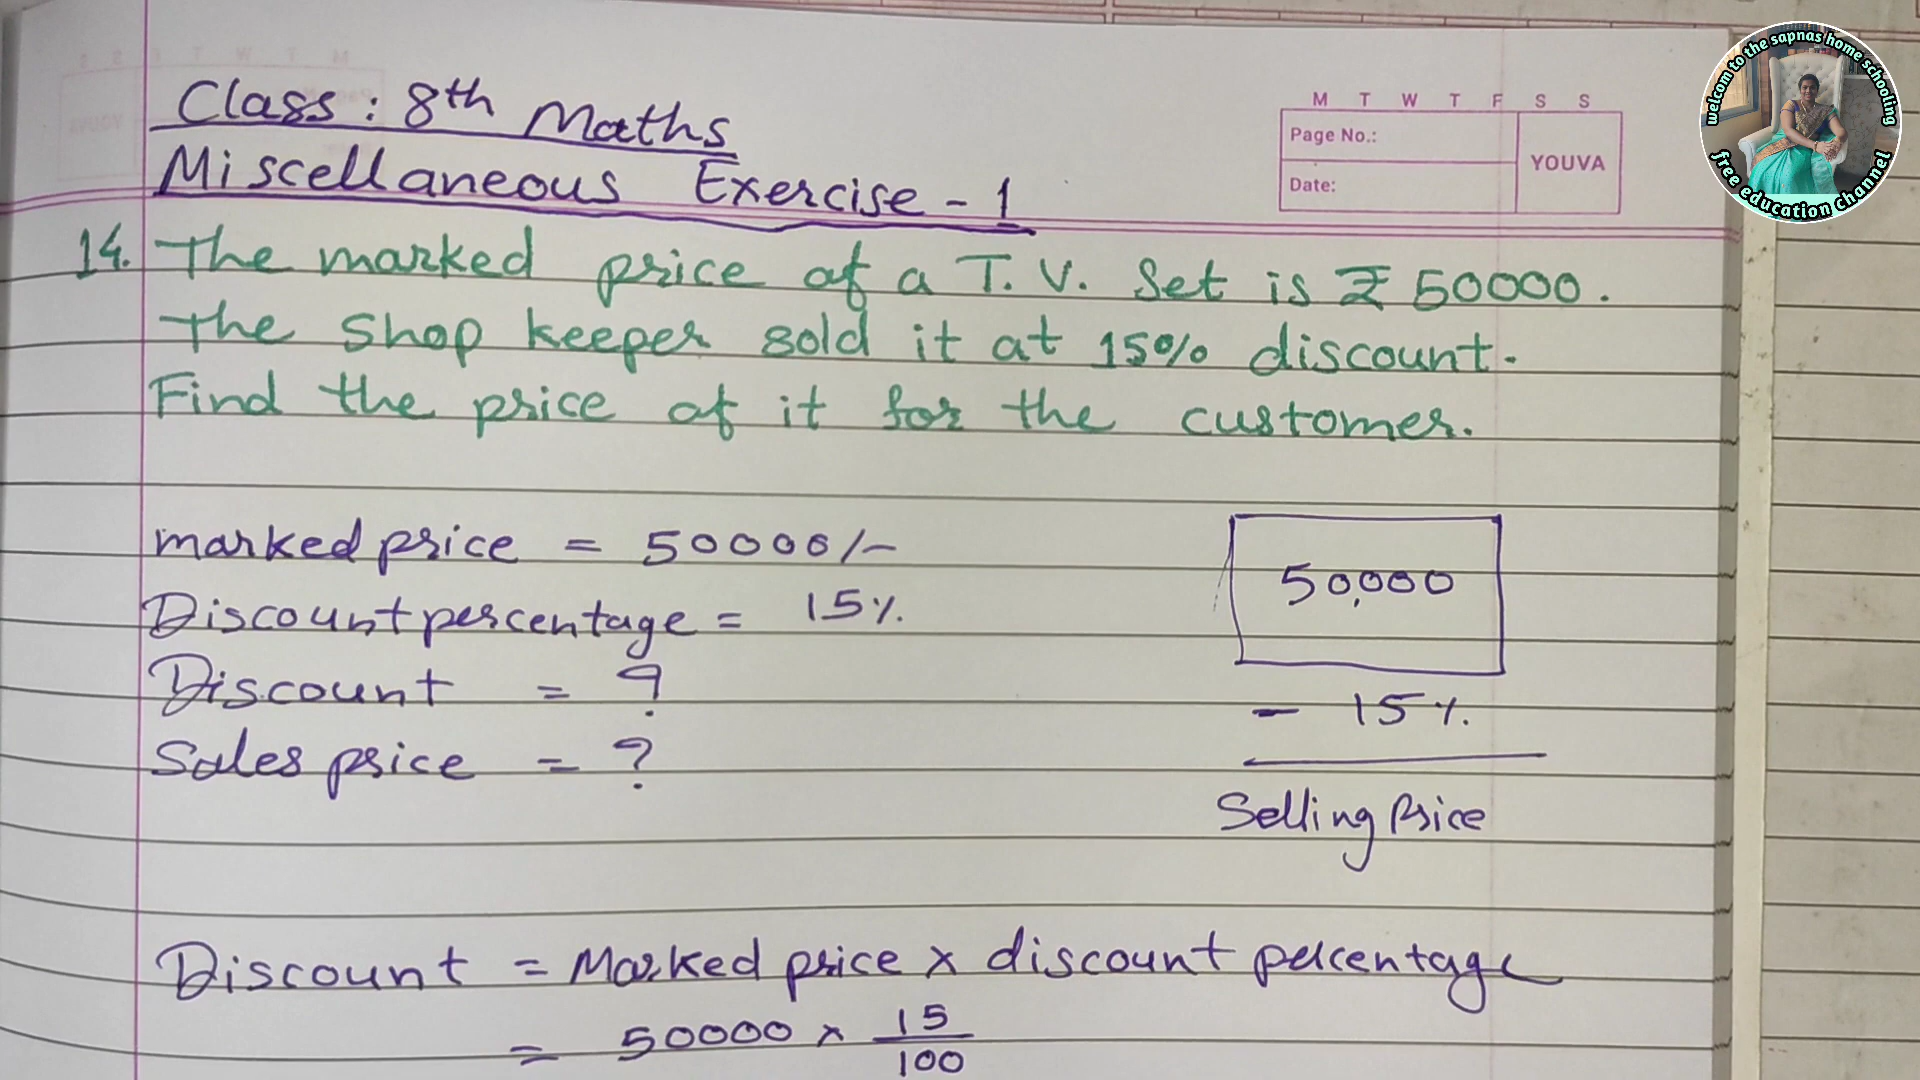 Class: 8th Maths
Miscellaneous Exercise - 1
M T W T F S S
Page No.:
YOUVA
Date:
welcom to the sapnas home schooling
free education channel
14. The marked price of a T.V. Set is ₹ 50000.
The Shop keeper sold it at 15% discount.
Find the price of it for the customer.
marked price = 50000/-
Discount percentage = 15%
Discount = ?
Sales price = ?
50,000
- 15%
Selling Price
Discount = Marked price x discount percentage
= 50000 x 15/100